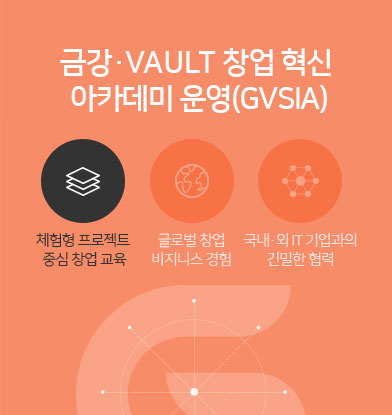 금강·VAULT 창업 혁신
아카데미 운영(GVSIA)
체험형 프로젝트
중심 창업 교육
글로벌 창업
비지니스 경험
국내·외 IT 기업과의
긴밀한 협력